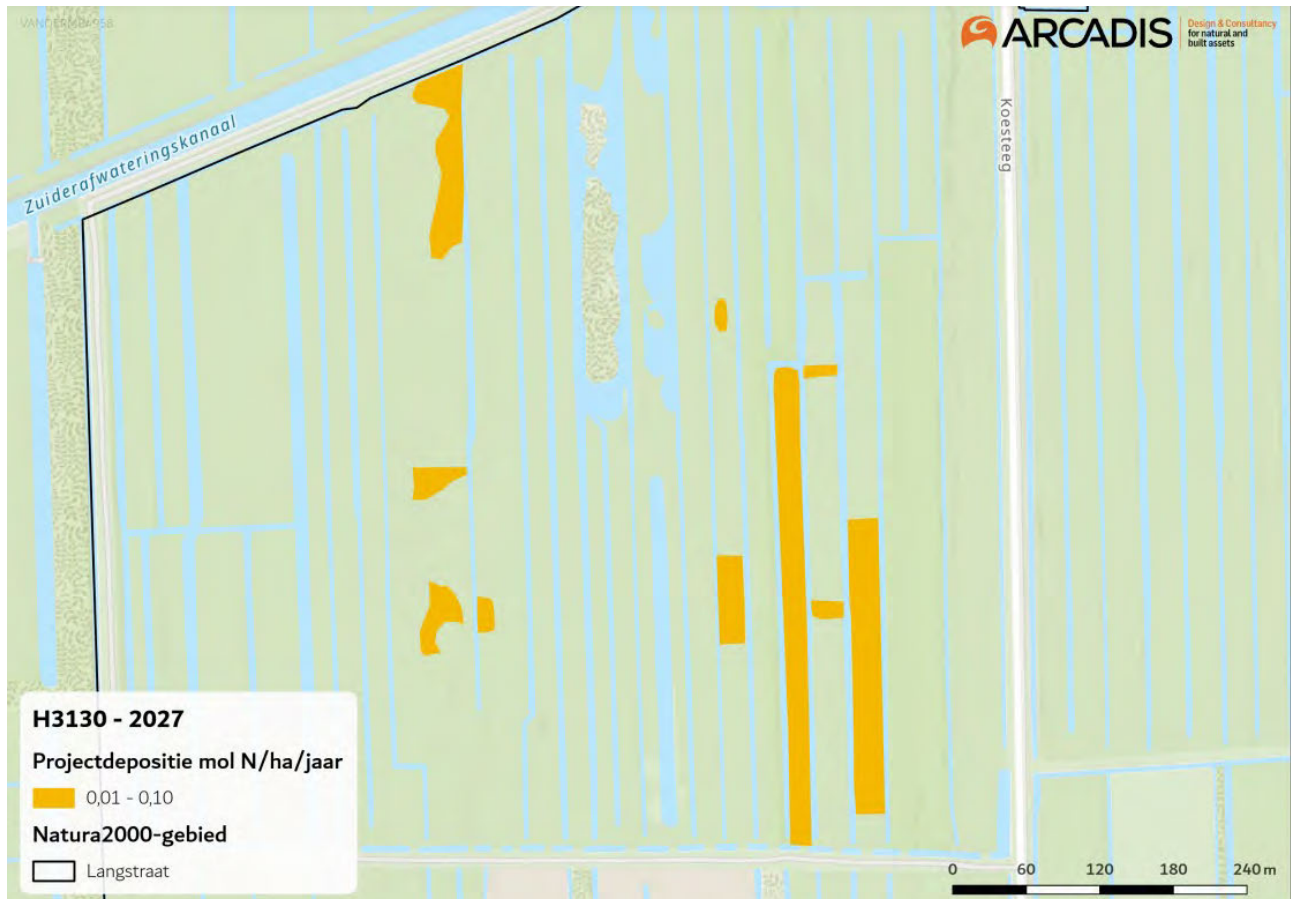 ARCADIS
Design & Consultancy
for natural and
built assets
Zuiderafwateringskanaal
Koesteeg
H3130 - 2027
Projectdepositie mol N/ha/jaar
0,01 - 0,10
Natura2000-gebied
Langstraat
0 60 120 180 240 m